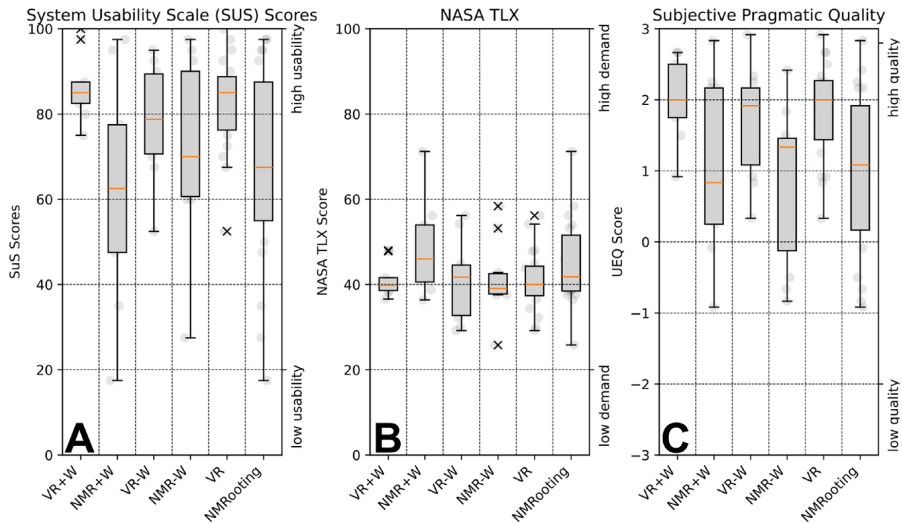 System Usability Scale (SUS) Scores
100
80
60
40
20
0
SuS Scores
high usability
low usability
A
VR+W
NMR+W
VR-W
NMR-W
VR
NMRooting
NASA TLX
100
80
60
40
20
0
NASA TLX Score
high demand
low demand
B
VR+W
NMR+W
VR-W
NMR-W
VR
NMRooting
Subjective Pragmatic Quality
3
2
1
0
−1
−2
−3
UEQ Score
high quality
low quality
C
VR+W
NMR+W
VR-W
NMR-W
VR
NMRooting